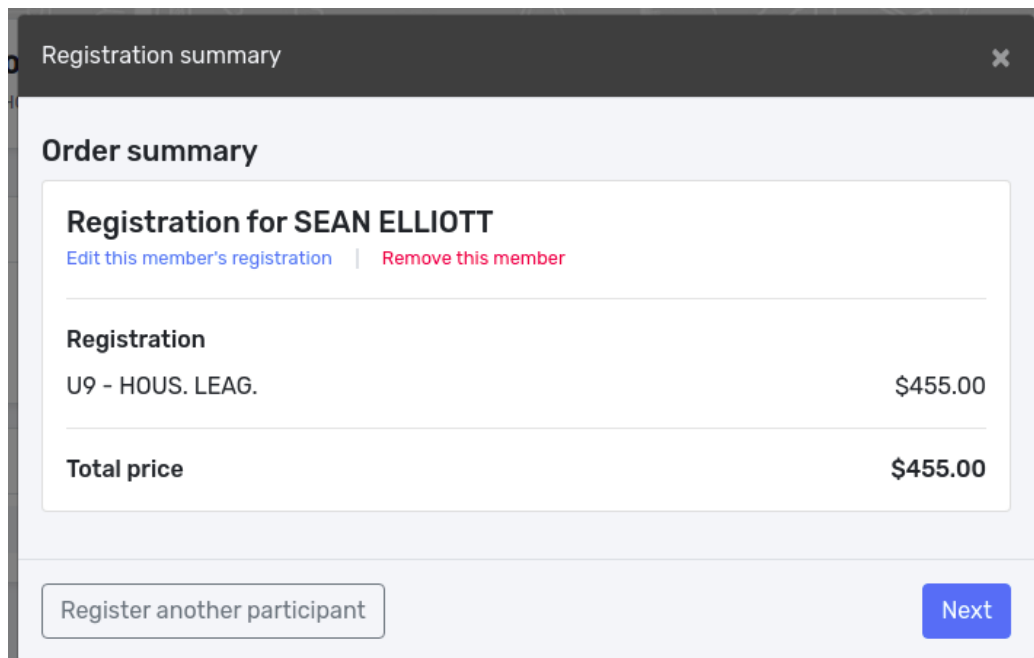 Registration summary
×
Order summary
Registration for SEAN ELLIOTT
Edit this member's registration | Remove this member
Registration
U9 - HOUS. LEAG. $455.00
Total price $455.00
Register another participant Next